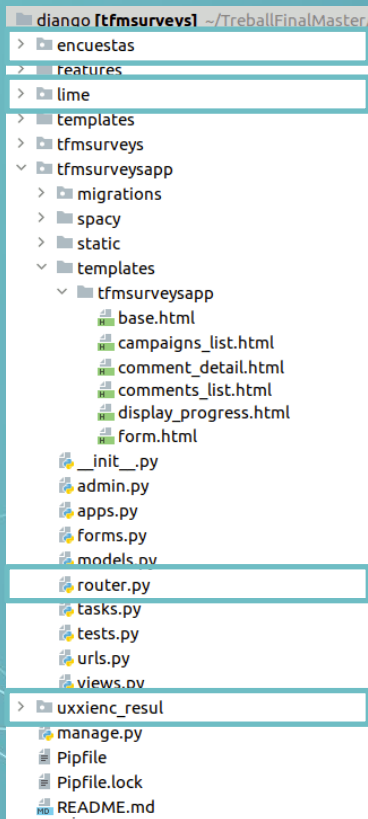 django [tfmsurveys] ~/TreballFinalMaster/
encuestas
features
lime
templates
tfmsurveys
tfmsurveysapp
migrations
spacy
static
templates
tfmsurveysapp
base.html
campaigns_list.html
comment_detail.html
comments_list.html
display_progress.html
form.html
__init__.py
admin.py
apps.py
forms.py
models.py
router.py
tasks.py
tests.py
urls.py
views.py
uxxienc_resul
manage.py
Pipfile
Pipfile.lock
README.md